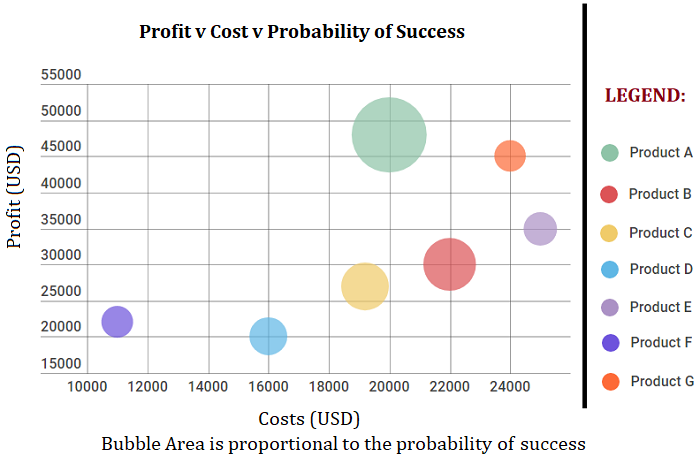 Profit v Cost v Probability of Success
Profit (USD)
55000
50000
45000
40000
35000
30000
25000
20000
15000
10000 12000 14000 16000 18000 20000 22000 24000
Costs (USD)
Bubble Area is proportional to the probability of success
LEGEND:
Product A
Product B
Product C
Product D
Product E
Product F
Product G